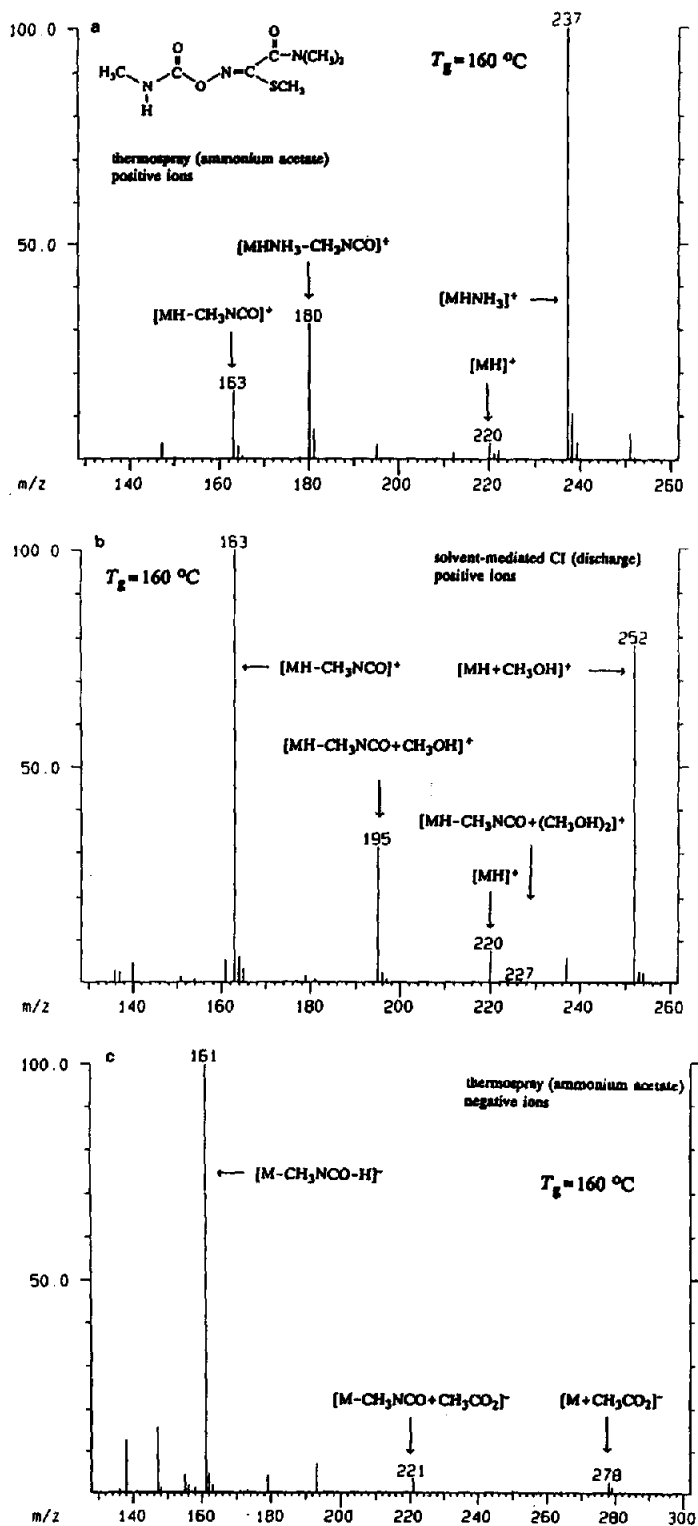 a
O
O
C
C
N(CH₃)₂
H₃C
N
O
N
C
SCH₃
H
T_g = 160 °C
thermospray (ammonium acetate)
positive ions
[MHNH₃-CH₃NCO]⁺
[MH-CH₃NCO]⁺
[MHNH₃]⁺
[MH]⁺
237
180
163
220
100.0
50.0
m/z 140 160 180 200 220 240 260
b
T_g = 160 °C
solvent-mediated CI (discharge)
positive ions
163
252
[MH-CH₃NCO]⁺
[MH+CH₃OH]⁺
[MH-CH₃NCO+CH₃OH]⁺
[MH-CH₃NCO+(CH₃OH)₂]⁺
195
[MH]⁺
220
227
100.0
50.0
m/z 140 160 180 200 220 240 260
c
161
thermospray (ammonium acetate)
negative ions
[M-CH₃NCO-H]⁻
T_g = 160 °C
[M-CH₃NCO+CH₃CO₂]⁻
[M+CH₃CO₂]⁻
221
278
100.0
50.0
m/z 140 160 180 200 220 240 260 280 300